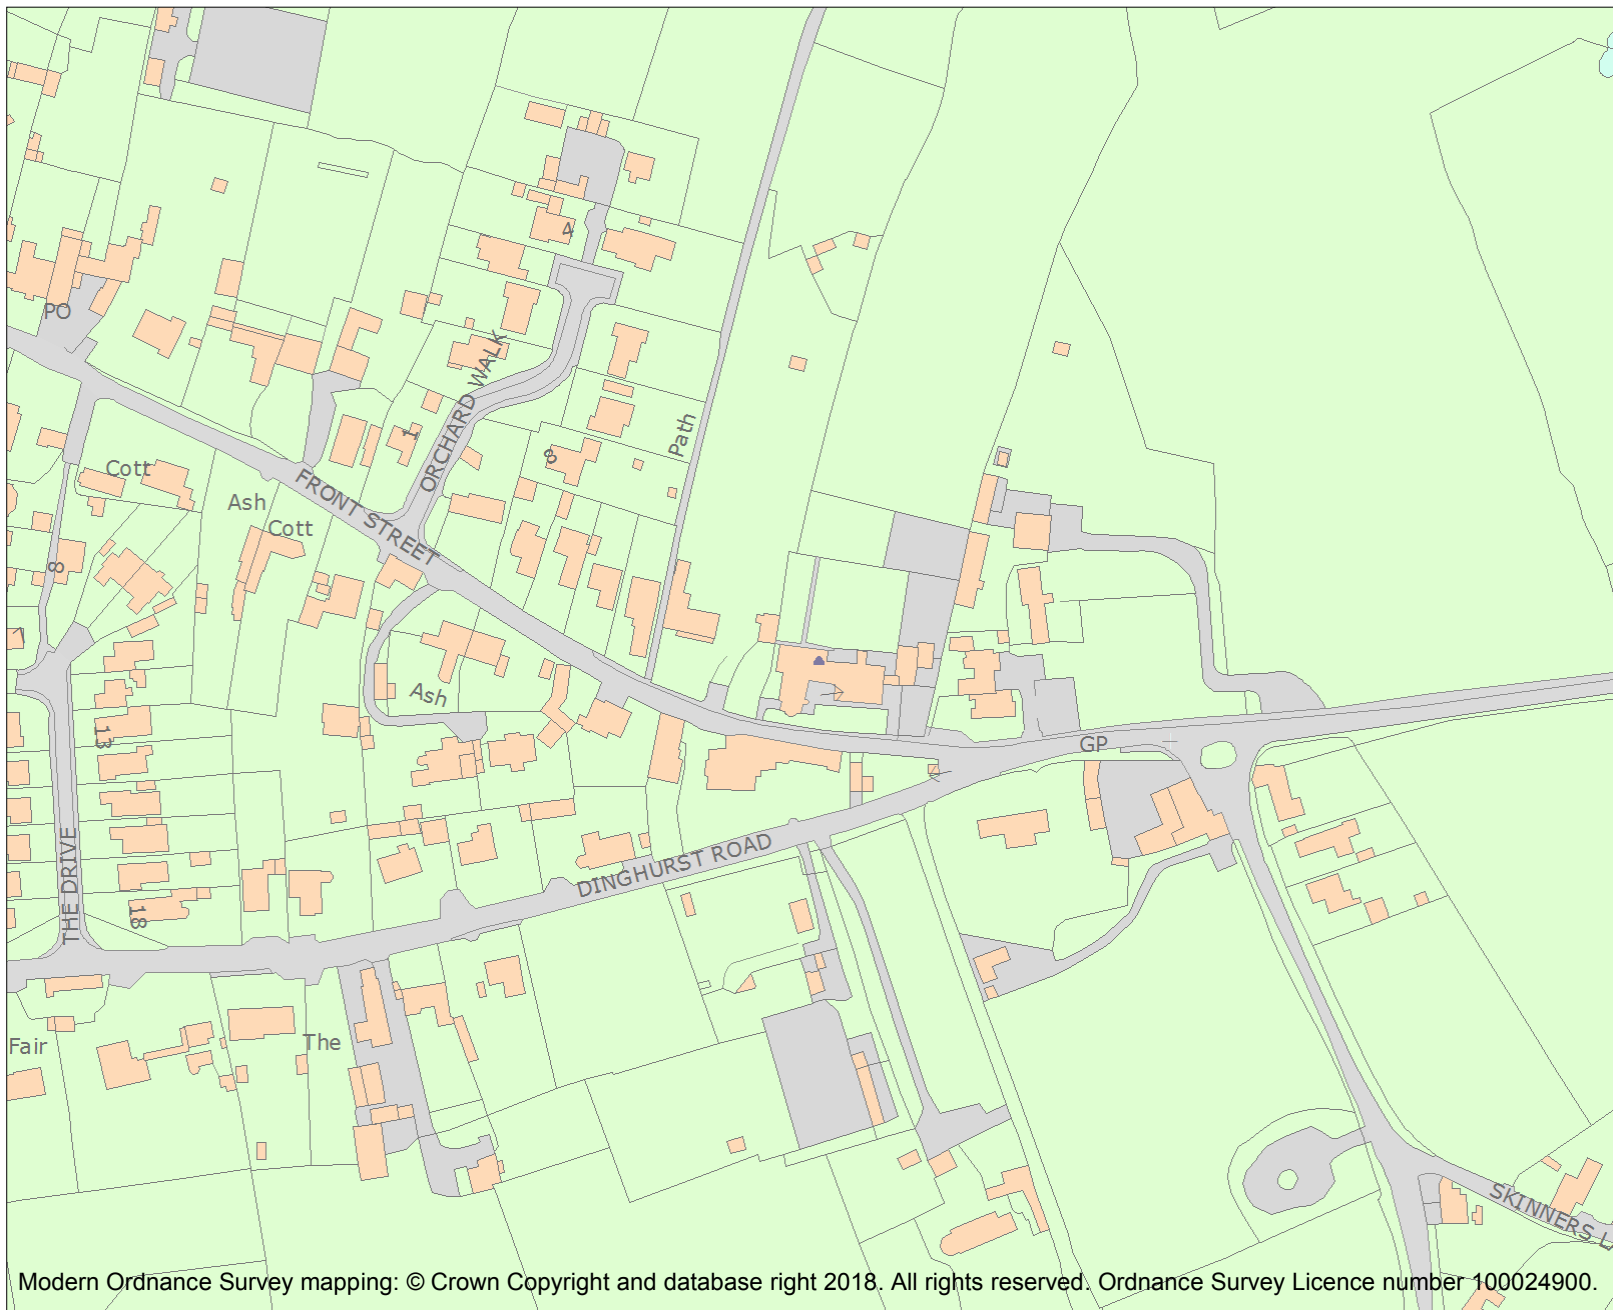 PO
4
ORCHARD WALK
1
Path
8
Cott
Ash
Cott
FRONT STREET
8
7
Ash
13
GP
THE DRIVE
DINGHURST ROAD
18
Fair
The
SKINNERS L
Modern Ordnance Survey mapping: © Crown Copyright and database right 2018. All rights reserved. Ordnance Survey Licence number 100024900.